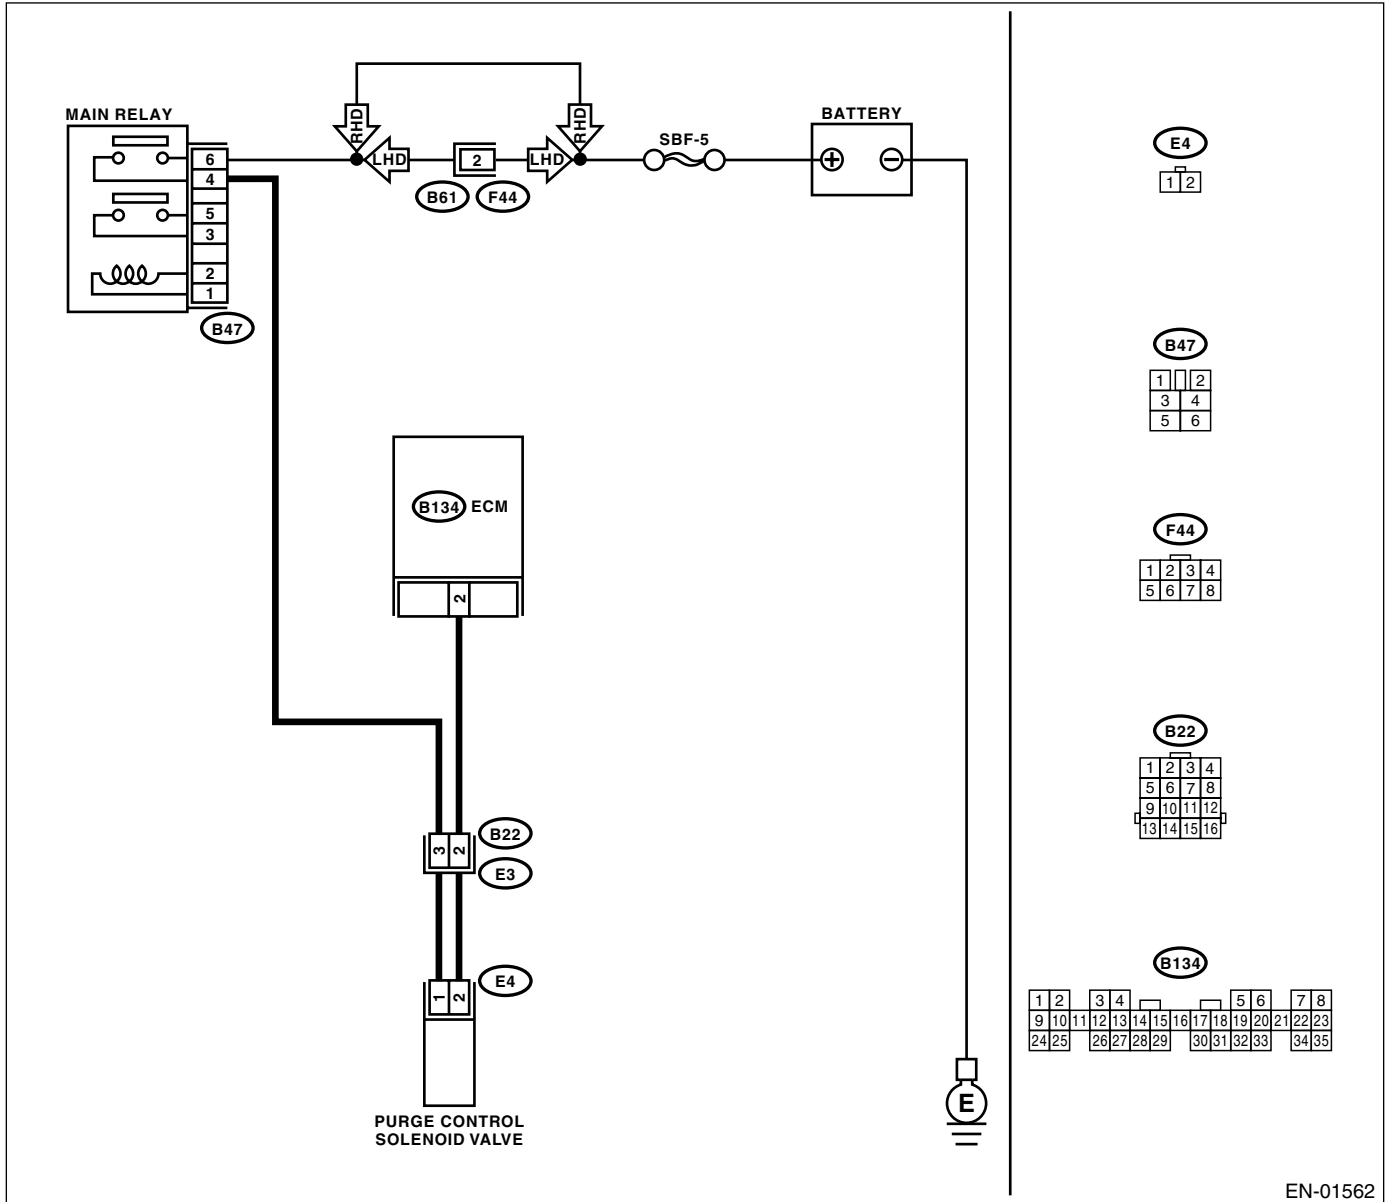 MAIN RELAY
6
4
5
3
2
1
B47
RHD
LHD
2
B61
F44
LHD
RHD
SBF-5
BATTERY
+
−
B134 ECM
2
3 2
B22
E3
1 2
E4
PURGE CONTROL
SOLENOID VALVE
E
E4
1 2
B47
1 2
3 4
5 6
F44
1 2 3 4
5 6 7 8
B22
1 2 3 4
5 6 7 8
9 10 11 12
13 14 15 16
B134
1 2 3 4 5 6 7 8
9 10 11 12 13 14 15 16 17 18 19 20 21 22 23
24 25 26 27 28 29 30 31 32 33 34 35
EN-01562